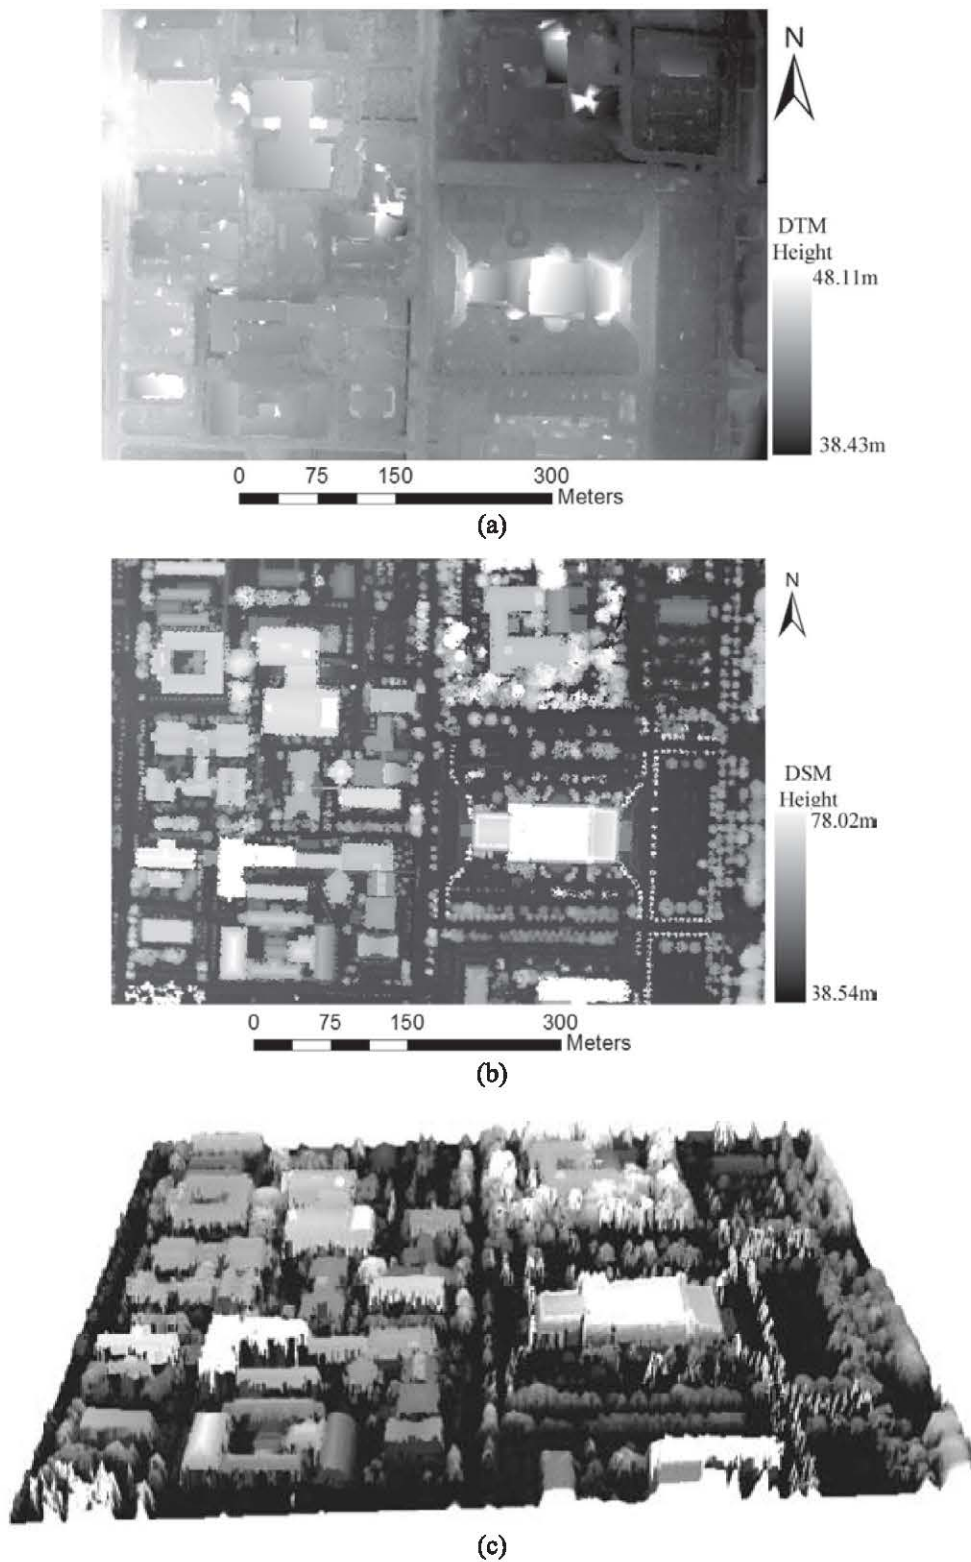 N
DTM
Height
48.11m
38.43m
0 75 150 300
Meters
(a)
N
DSM
Height
78.02m
38.54m
0 75 150 300
Meters
(b)
(c)